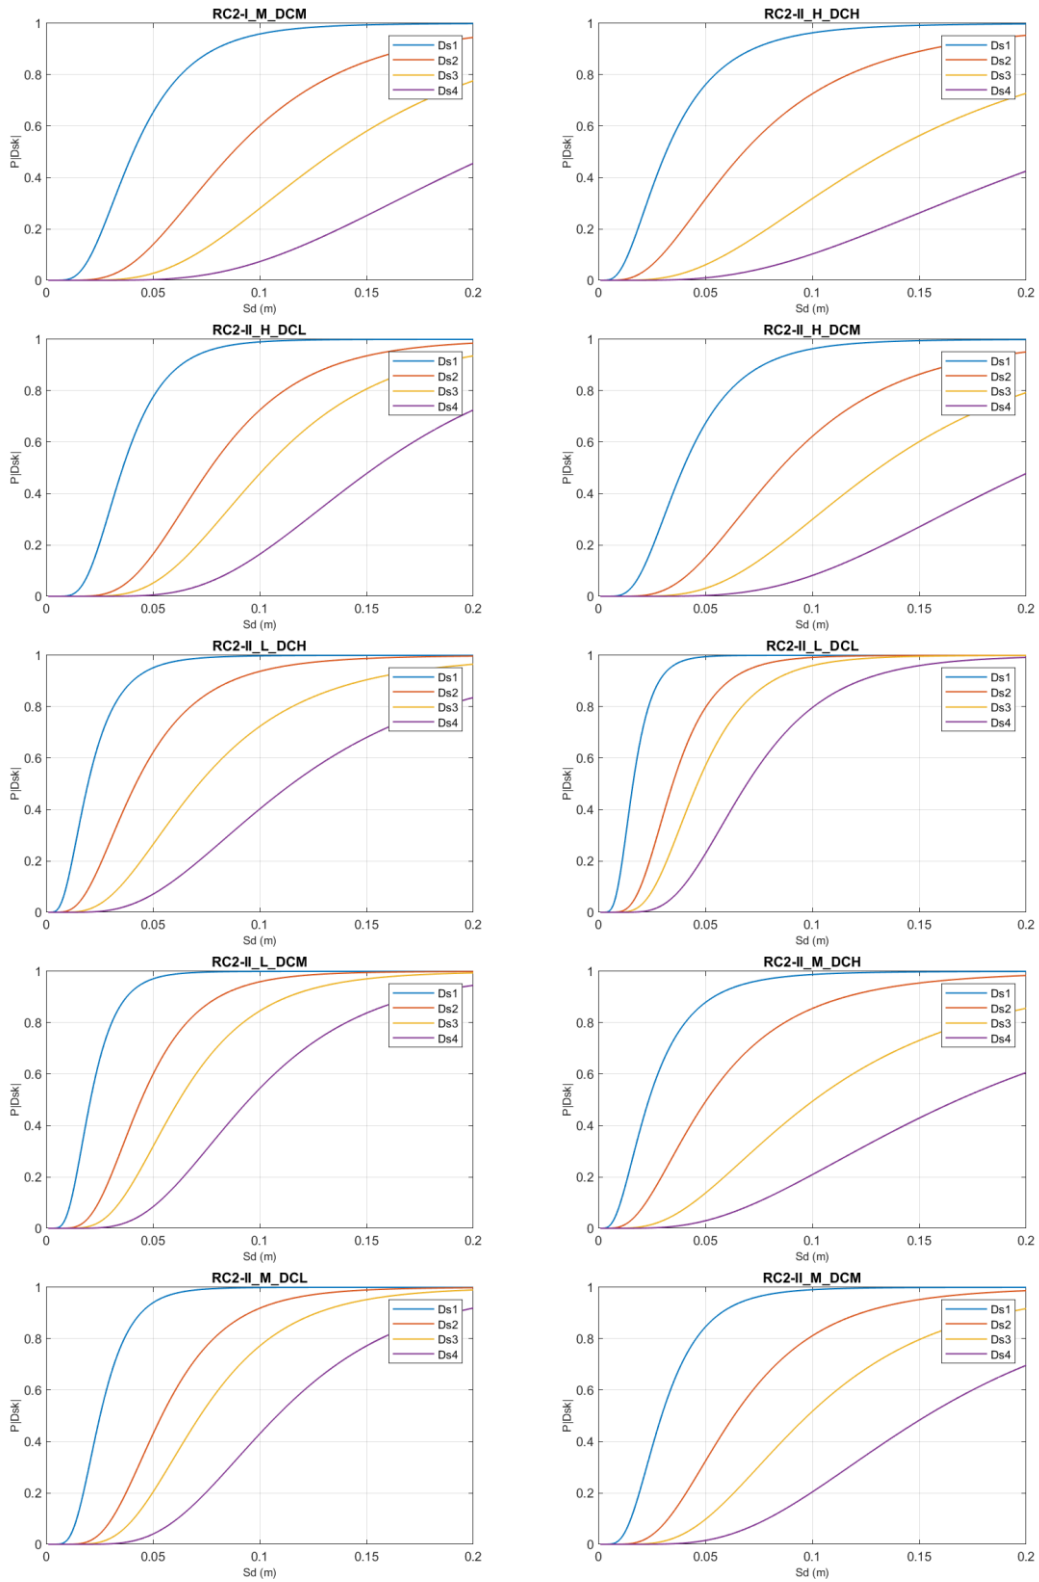 RC2-I_M_DCM
RC2-II_H_DCH
1
0.8
0.6
0.4
0.2
0
P|Dsk|
Ds1
Ds2
Ds3
Ds4
0 0.05 0.1 0.15 0.2
Sd (m)
1
0.8
0.6
0.4
0.2
0
P|Dsk|
Ds1
Ds2
Ds3
Ds4
0 0.05 0.1 0.15 0.2
Sd (m)
RC2-II_H_DCL
RC2-II_H_DCM
1
0.8
0.6
0.4
0.2
0
P|Dsk|
Ds1
Ds2
Ds3
Ds4
0 0.05 0.1 0.15 0.2
Sd (m)
1
0.8
0.6
0.4
0.2
0
P|Dsk|
Ds1
Ds2
Ds3
Ds4
0 0.05 0.1 0.15 0.2
Sd (m)
RC2-II_L_DCH
RC2-II_L_DCL
1
0.8
0.6
0.4
0.2
0
P|Dsk|
Ds1
Ds2
Ds3
Ds4
0 0.05 0.1 0.15 0.2
Sd (m)
1
0.8
0.6
0.4
0.2
0
P|Dsk|
Ds1
Ds2
Ds3
Ds4
0 0.05 0.1 0.15 0.2
Sd (m)
RC2-II_L_DCM
RC2-II_M_DCH
1
0.8
0.6
0.4
0.2
0
P|Dsk|
Ds1
Ds2
Ds3
Ds4
0 0.05 0.1 0.15 0.2
Sd (m)
1
0.8
0.6
0.4
0.2
0
P|Dsk|
Ds1
Ds2
Ds3
Ds4
0 0.05 0.1 0.15 0.2
Sd (m)
RC2-II_M_DCL
RC2-II_M_DCM
1
0.8
0.6
0.4
0.2
0
P|Dsk|
Ds1
Ds2
Ds3
Ds4
0 0.05 0.1 0.15 0.2
Sd (m)
1
0.8
0.6
0.4
0.2
0
P|Dsk|
Ds1
Ds2
Ds3
Ds4
0 0.05 0.1 0.15 0.2
Sd (m)